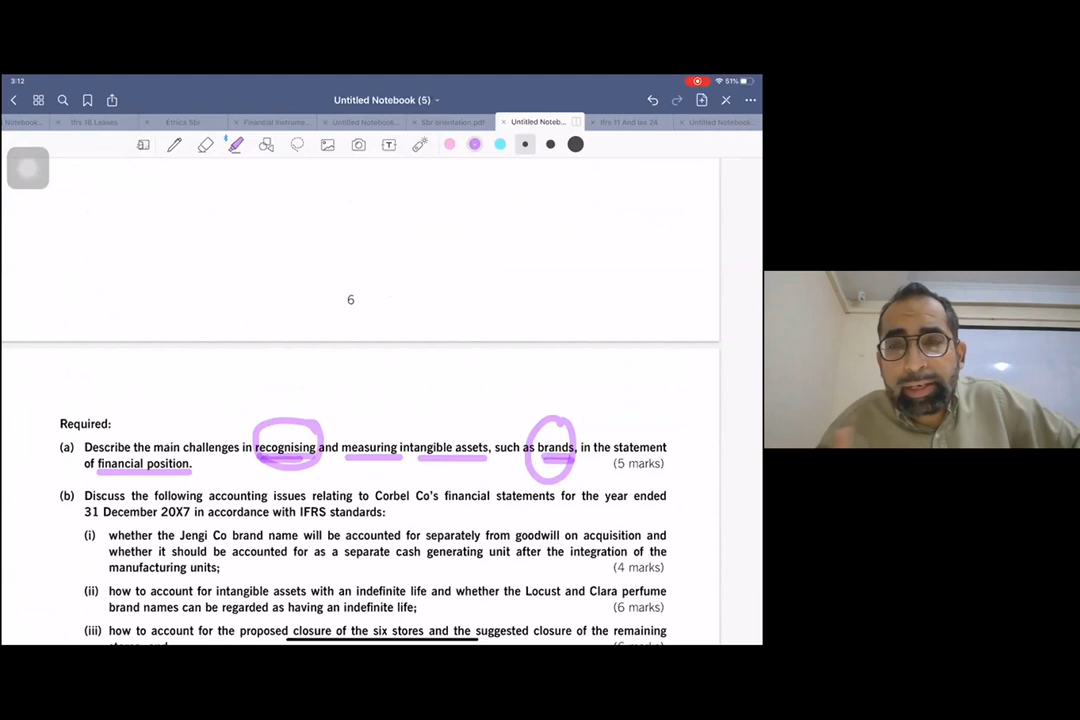 3:12
51%
Untitled Notebook (5)
Notebook...
Ifrs 16 Leases
Ethics Sbr
Financial Instrume...
Untitled Notebook...
Sbr orientation.pdf
Untitled Noteb...
Ifrs 11 And Ias 24
Untitled Notebook...
6
Required:
(a) Describe the main challenges in recognising and measuring intangible assets, such as brands, in the statement
of financial position. (5 marks)
(b) Discuss the following accounting issues relating to Corbel Co's financial statements for the year ended
31 December 20X7 in accordance with IFRS standards:
(i) whether the Jengi Co brand name will be accounted for separately from goodwill on acquisition and
whether it should be accounted for as a separate cash generating unit after the integration of the
manufacturing units; (4 marks)
(ii) how to account for intangible assets with an indefinite life and whether the Locust and Clara perfume
brand names can be regarded as having an indefinite life; (6 marks)
(iii) how to account for the proposed closure of the six stores and the suggested closure of the remaining